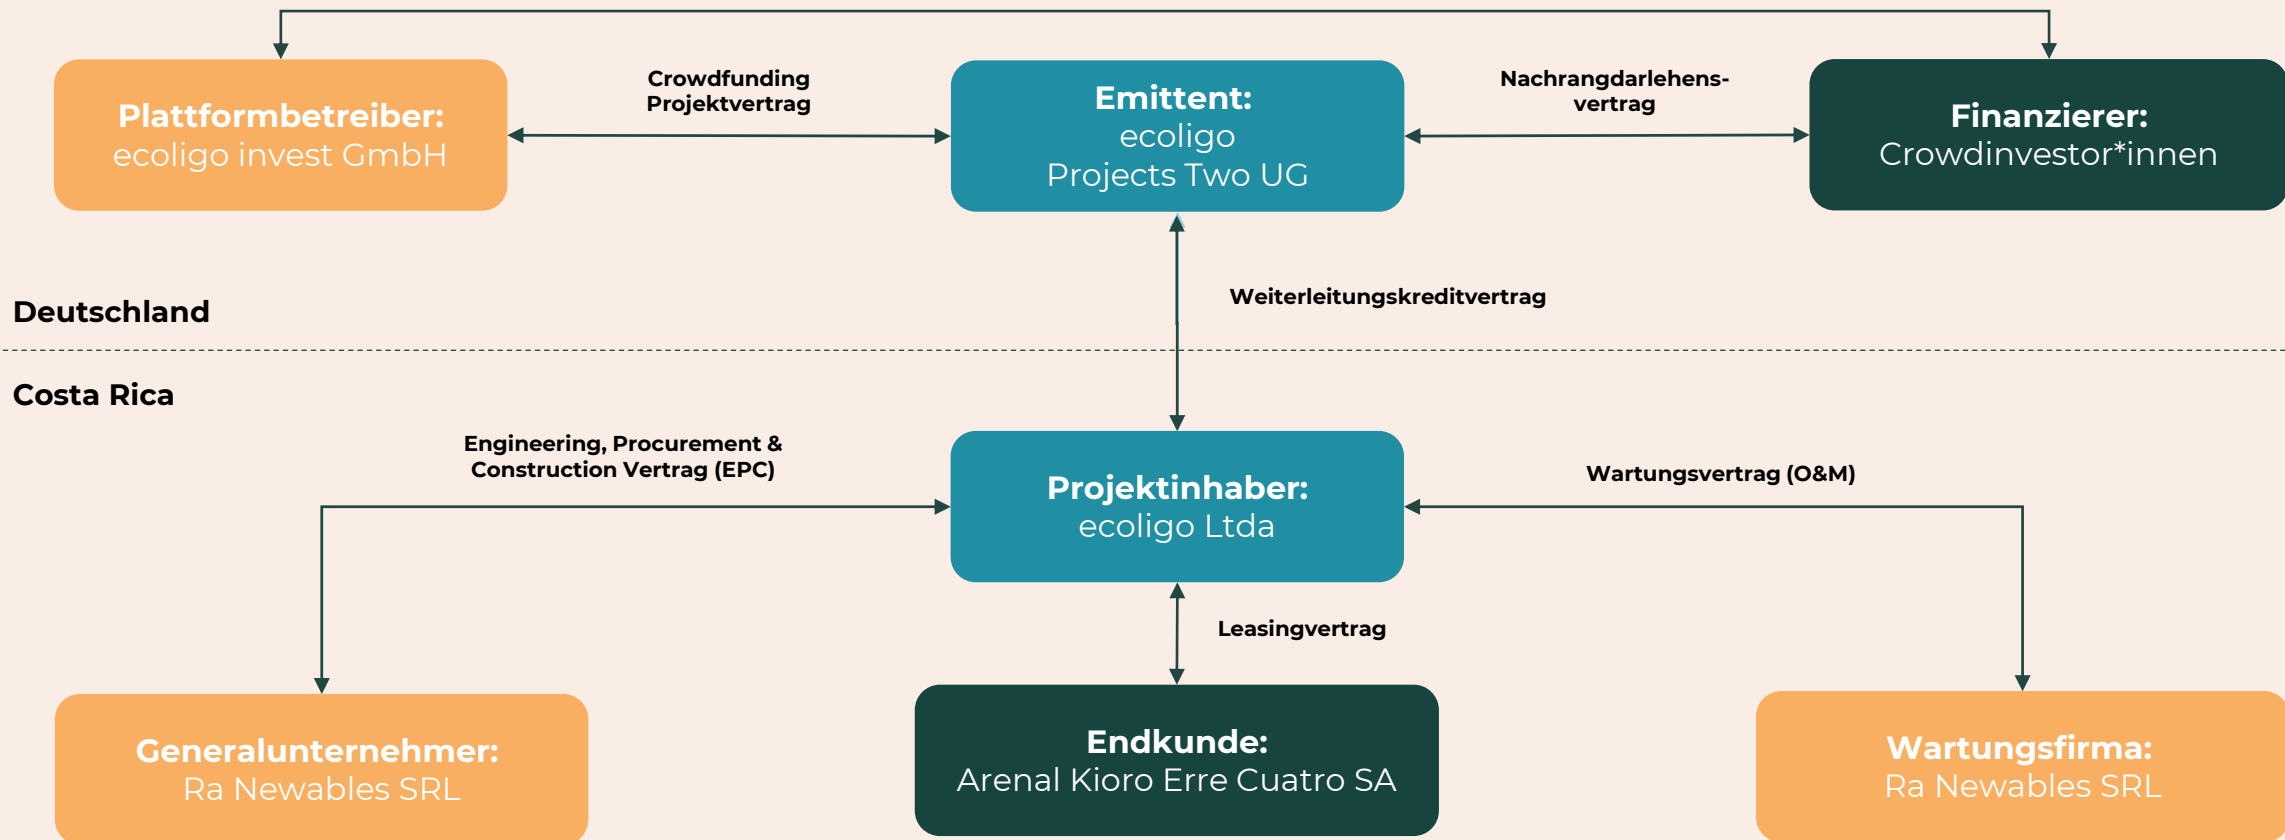 Plattformbetreiber:
ecoligo invest GmbH
Crowdfunding
Projektvertrag
Emittent:
ecoligo
Projects Two UG
Nachrangdarlehens-
vertrag
Finanzierer:
Crowdinvestor*innen
Weiterleitungskreditvertrag
Deutschland
Costa Rica
Engineering, Procurement &
Construction Vertrag (EPC)
Projektinhaber:
ecoligo Ltda
Wartungsvertrag (O&M)
Leasingvertrag
Generalunternehmer:
Ra Newables SRL
Endkunde:
Arenal Kioro Erre Cuatro SA
Wartungsfirma:
Ra Newables SRL